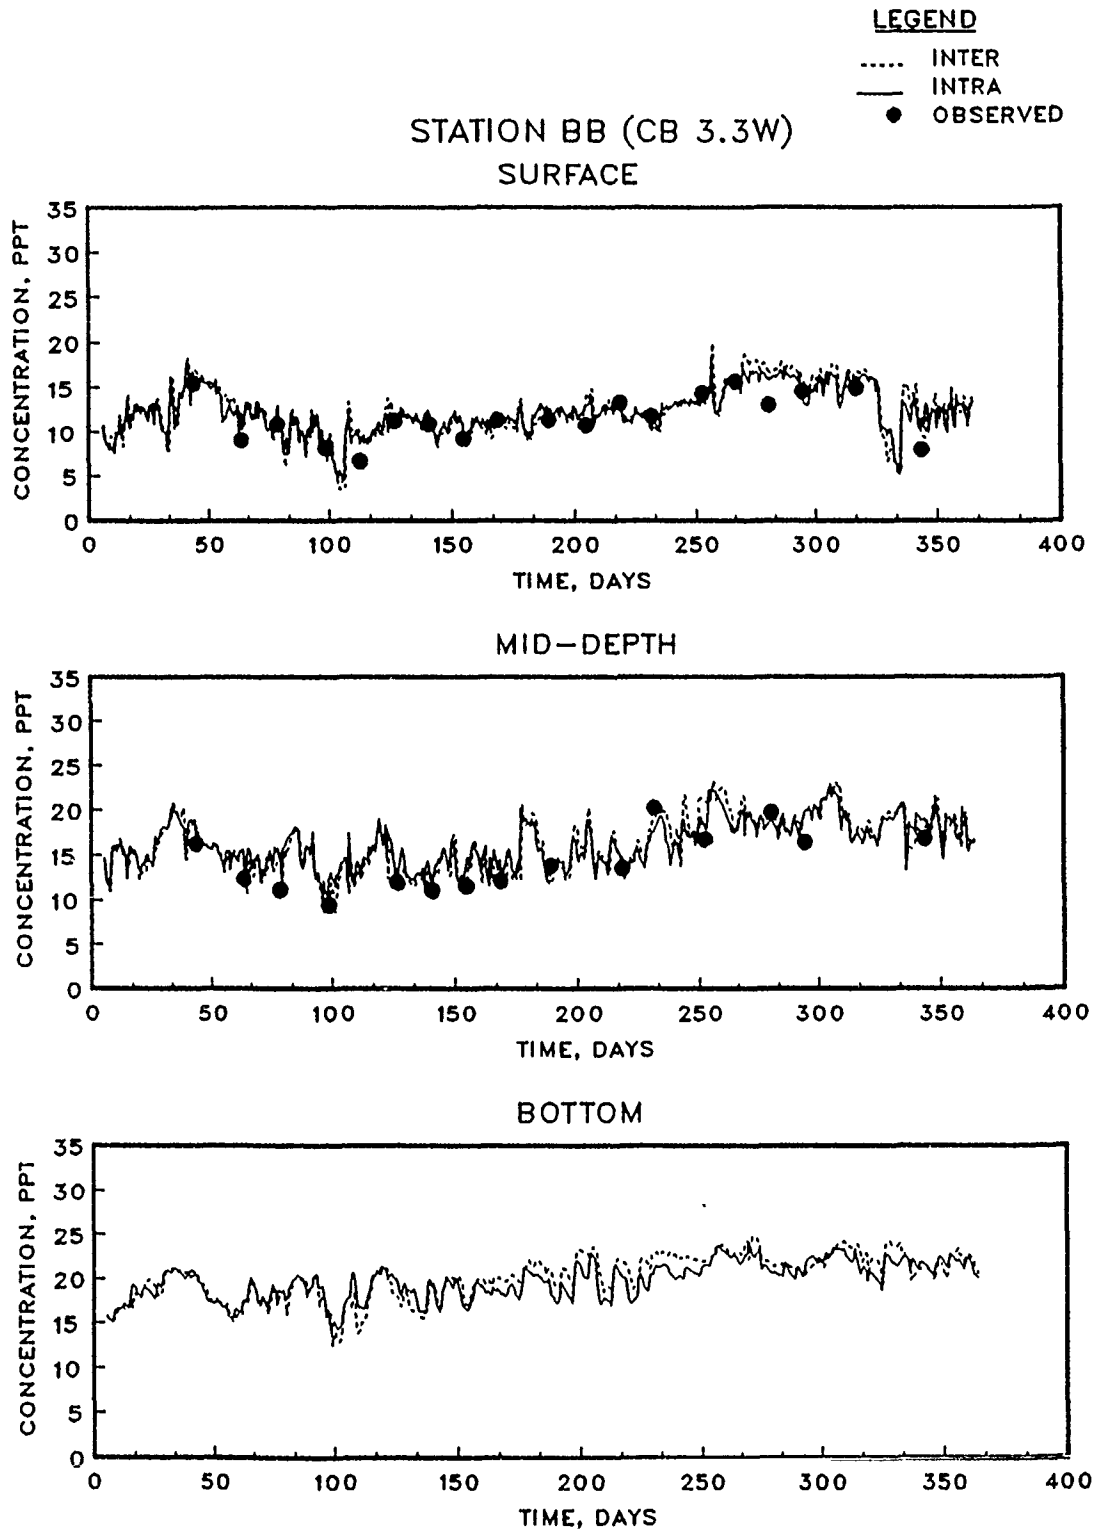 LEGEND
INTER
INTRA
OBSERVED
STATION BB (CB 3.3W)
SURFACE
CONCENTRATION, PPT
35
30
25
20
15
10
5
0
0 50 100 150 200 250 300 350 400
TIME, DAYS
MID-DEPTH
CONCENTRATION, PPT
35
30
25
20
15
10
5
0
0 50 100 150 200 250 300 350 400
TIME, DAYS
BOTTOM
CONCENTRATION, PPT
35
30
25
20
15
10
5
0
0 50 100 150 200 250 300 350 400
TIME, DAYS